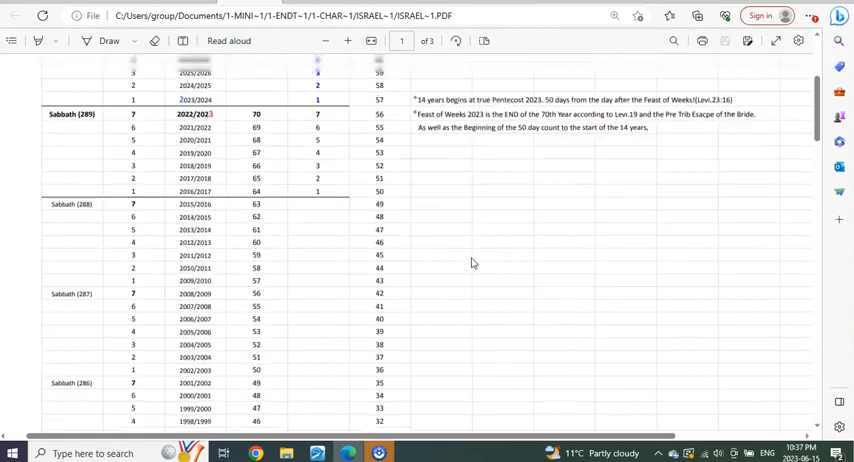 File C:/Users/group/Documents/1-MINI~1/1-ENDT~1/1-CHAR~1/ISRAEL~1/ISRAEL~1.PDF Sign in
Draw Read aloud 1 of 3
3 2025/2026 3 59
2 2024/2025 2 58
1 2023/2024 1 57 *14 years begins at true Pentecost 2023. 50 days from the day after the Feast of Weeks!(Levi.23:16)
Sabbath (289) 7 2022/2023 70 7 56 *Feast of Weeks 2023 is the END of the 70th Year according to Levi.19 and the Pre Trib Esacpe of the Bride.
6 2021/2022 69 6 55 As well as the Beginning of the 50 day count to the start of the 14 years,
5 2020/2021 68 5 54
4 2019/2020 67 4 53
3 2018/2019 66 3 52
2 2017/2018 65 2 51
1 2016/2017 64 1 50
Sabbath (288) 7 2015/2016 63 49
6 2014/2015 62 48
5 2013/2014 61 47
4 2012/2013 60 46
3 2011/2012 59 45
2 2010/2011 58 44
1 2009/2010 57 43
Sabbath (287) 7 2008/2009 56 42
6 2007/2008 55 41
5 2006/2007 54 40
4 2005/2006 53 39
3 2004/2005 52 38
2 2003/2004 51 37
1 2002/2003 50 36
Sabbath (286) 7 2001/2002 49 35
6 2000/2001 48 34
5 1999/2000 47 33
4 1998/1999 46 32
Type here to search 11°C Partly cloudy ENG 10:37 PM 2023-06-15 2